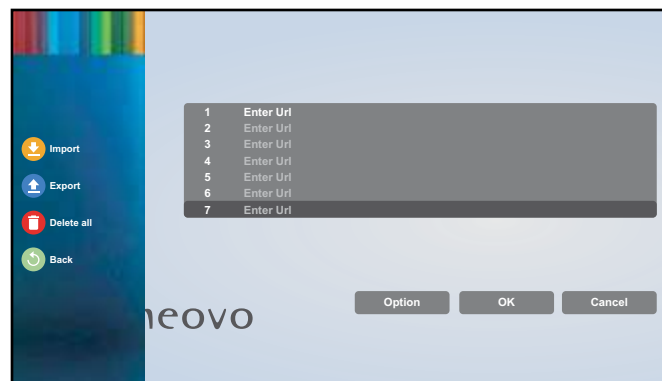 Import
Export
Delete all
Back
1 Enter Url
2 Enter Url
3 Enter Url
4 Enter Url
5 Enter Url
6 Enter Url
7 Enter Url
Option OK Cancel
neovo